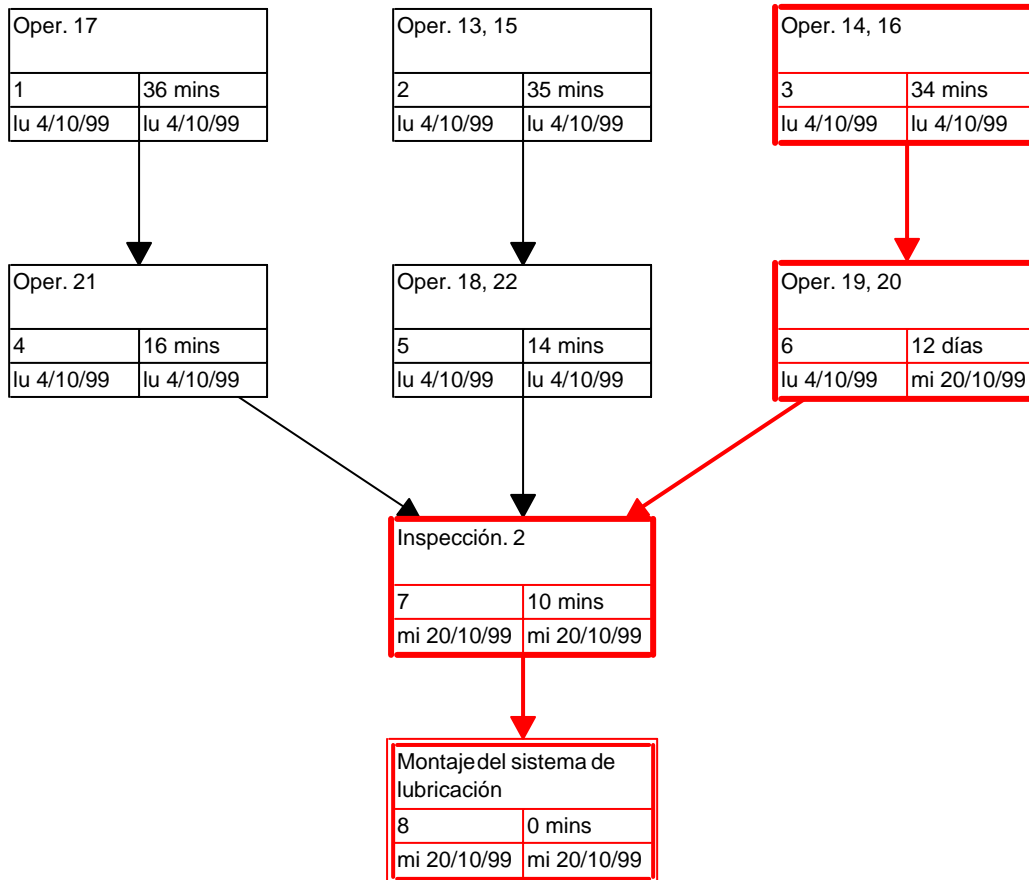 Oper. 17
1 36 mins
lu 4/10/99 lu 4/10/99
Oper. 13, 15
2 35 mins
lu 4/10/99 lu 4/10/99
Oper. 14, 16
3 34 mins
lu 4/10/99 lu 4/10/99
Oper. 21
4 16 mins
lu 4/10/99 lu 4/10/99
Oper. 18, 22
5 14 mins
lu 4/10/99 lu 4/10/99
Oper. 19, 20
6 12 días
lu 4/10/99 mi 20/10/99
Inspección. 2
7 10 mins
mi 20/10/99 mi 20/10/99
Montaje del sistema de
lubricación
8 0 mins
mi 20/10/99 mi 20/10/99